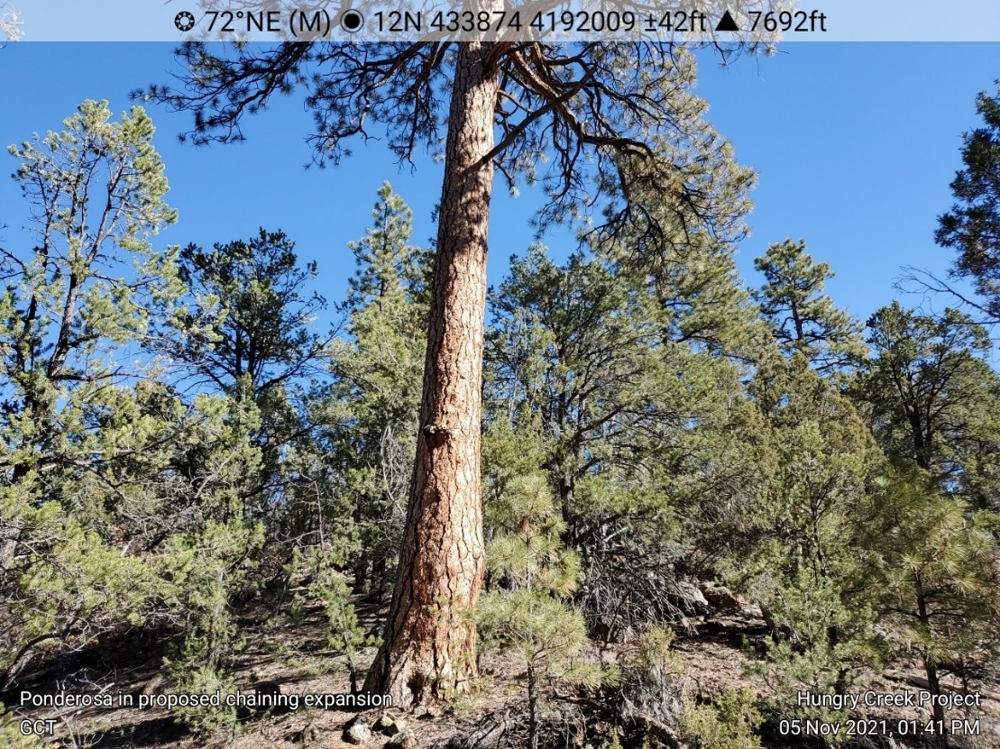 72°NE (M) 12N 433874 4192009 ±42ft ▲ 7692ft
Ponderosa in proposed chaining expansion
GCT
Hungry Creek Project
05 Nov 2021, 01:41 PM